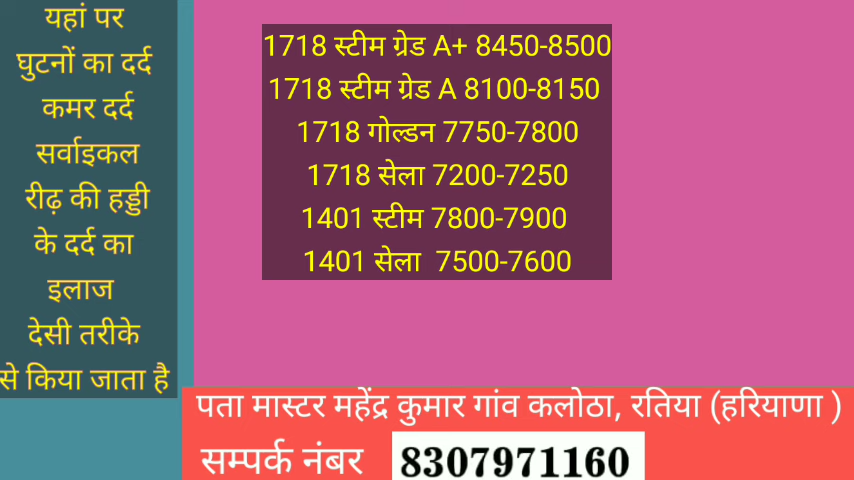 यहां पर
घुटनों का दर्द
कमर दर्द
सर्वाइकल
रीढ़ की हड्डी
के दर्द का
इलाज
देसी तरीके
से किया जाता है
1718 स्टीम ग्रेड A+ 8450-8500
1718 स्टीम ग्रेड A 8100-8150
1718 गोल्डन 7750-7800
1718 सेला 7200-7250
1401 स्टीम 7800-7900
1401 सेला 7500-7600
पता मास्टर महेंद्र कुमार गांव कलोठा, रतिया (हरियाणा )
सम्पर्क नंबर 8307971160